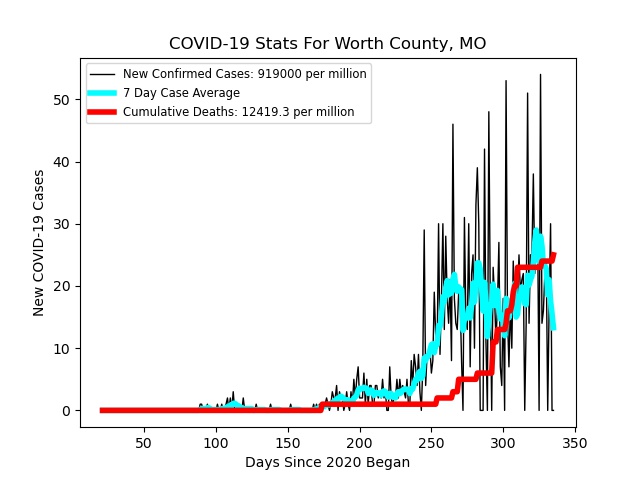 COVID-19 Stats For Worth County, MO
New Confirmed Cases: 919000 per million
7 Day Case Average
Cumulative Deaths: 12419.3 per million
New COVID-19 Cases
50
40
30
20
10
0
50
100
150
200
250
300
350
Days Since 2020 Began